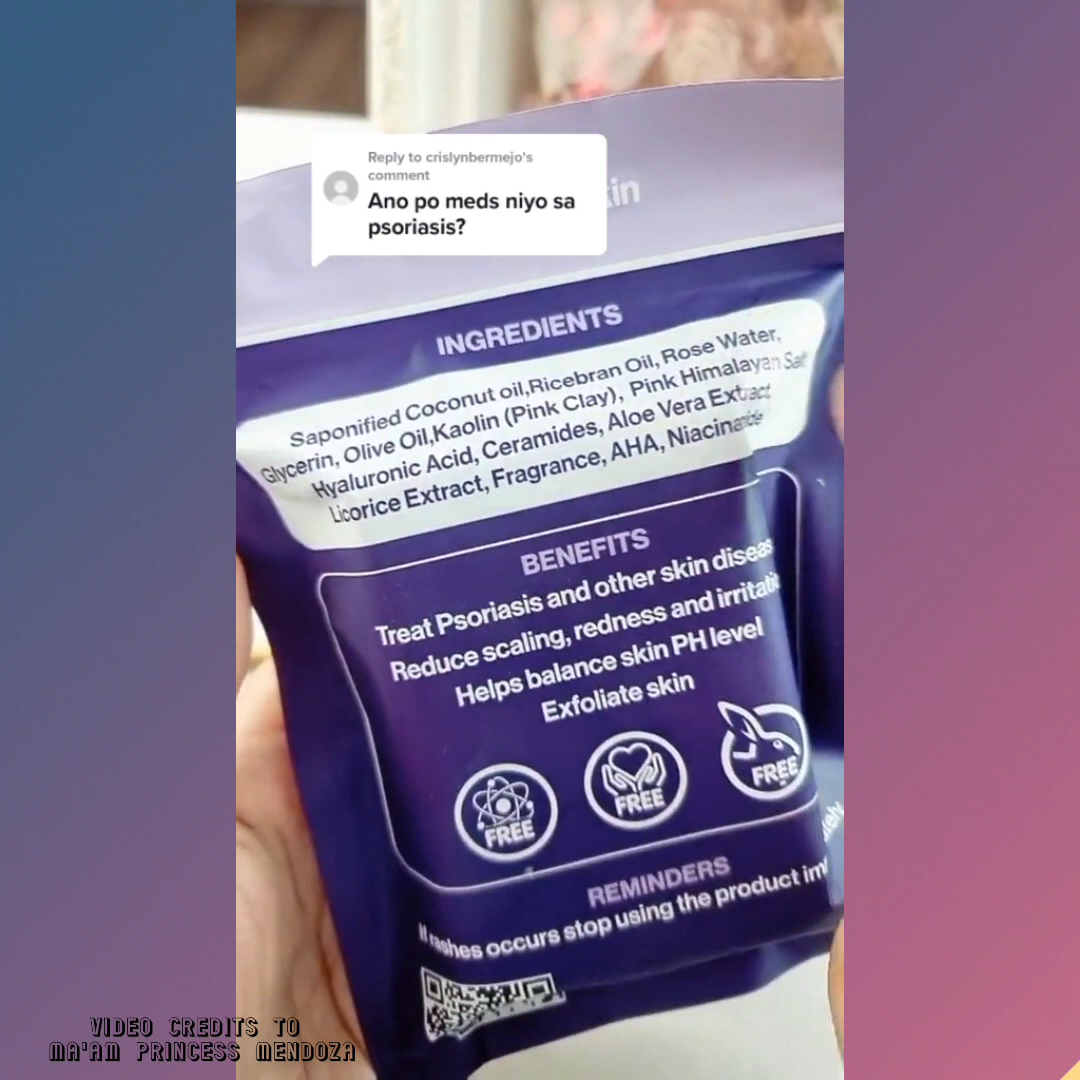 Reply to crislynbermejo's
comment
Ano po meds niyo sa
psoriasis?
INGREDIENTS
Saponified Coconut oil,Ricebran Oil, Rose Water,
Glycerin, Olive Oil,Kaolin (Pink Clay), Pink Himalayan Salt
Hyaluronic Acid, Ceramides, Aloe Vera Extract
Licorice Extract, Fragrance, AHA, Niacinamide
BENEFITS
Treat Psoriasis and other skin
Reduce scaling, redness and
Helps balance skin PH level
Exfoliate skin
FREE
FREE
FREE
REMINDERS
If rashes occurs stop using the product
VIDEO CREDITS TO
MA'AM PRINCESS MENDOZA